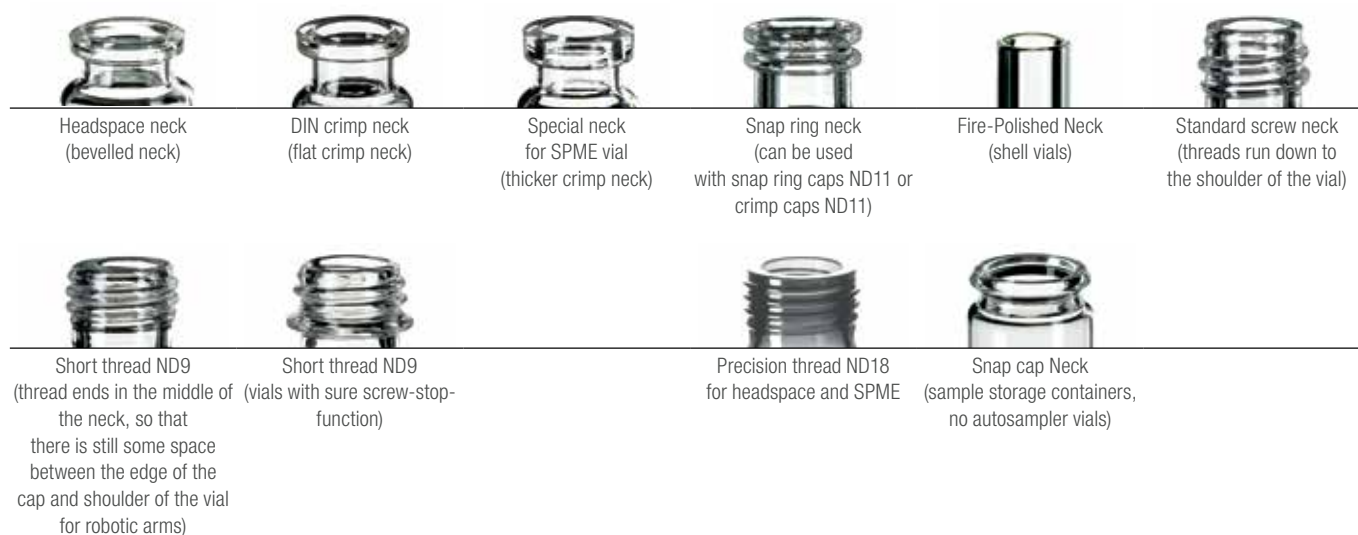 Headspace neck
(bevelled neck)
DIN crimp neck
(flat crimp neck)
Special neck
for SPME vial
(thicker crimp neck)
Snap ring neck
(can be used
with snap ring caps ND11 or
crimp caps ND11)
Fire-Polished Neck
(shell vials)
Standard screw neck
(threads run down to
the shoulder of the vial)
Short thread ND9
(thread ends in the middle of
the neck, so that
there is still some space
between the edge of the
cap and shoulder of the vial
for robotic arms)
Short thread ND9
(vials with sure screw-stop-
function)
Precision thread ND18
for headspace and SPME
Snap cap Neck
(sample storage containers,
no autosampler vials)